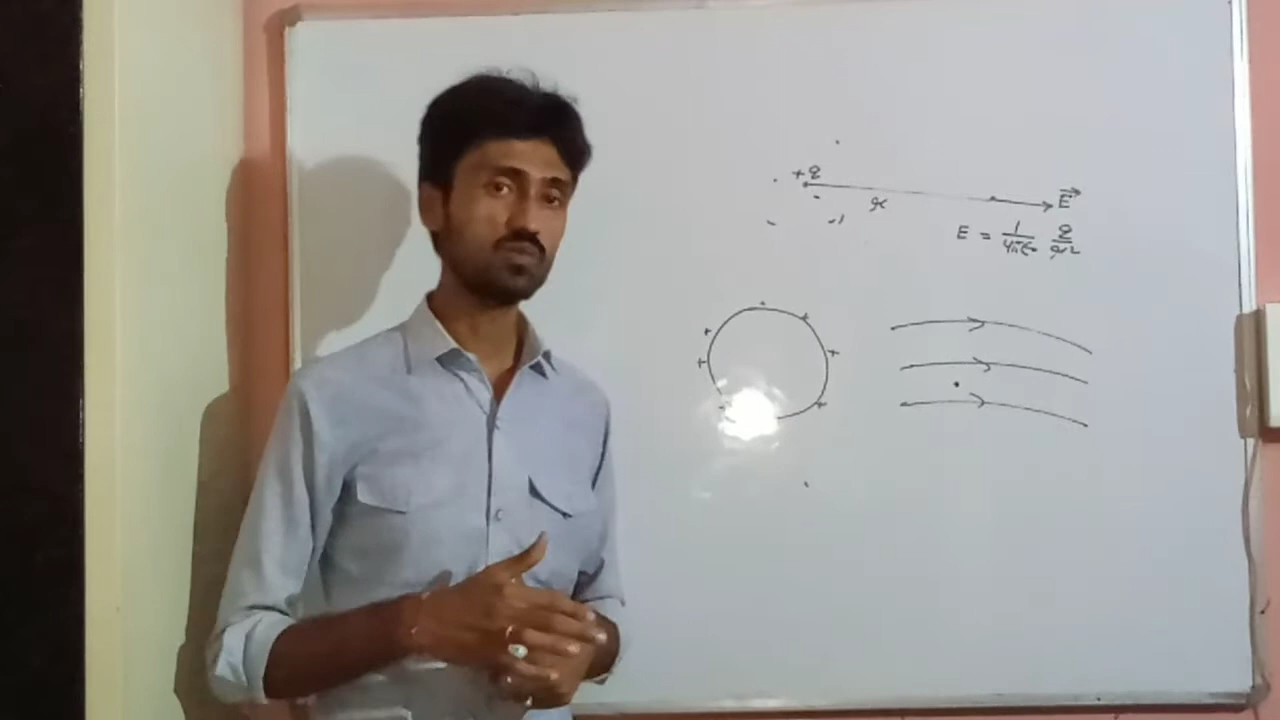 +q
r
E⃗
E = 1/4πε₀ q/r²
+ + + + +